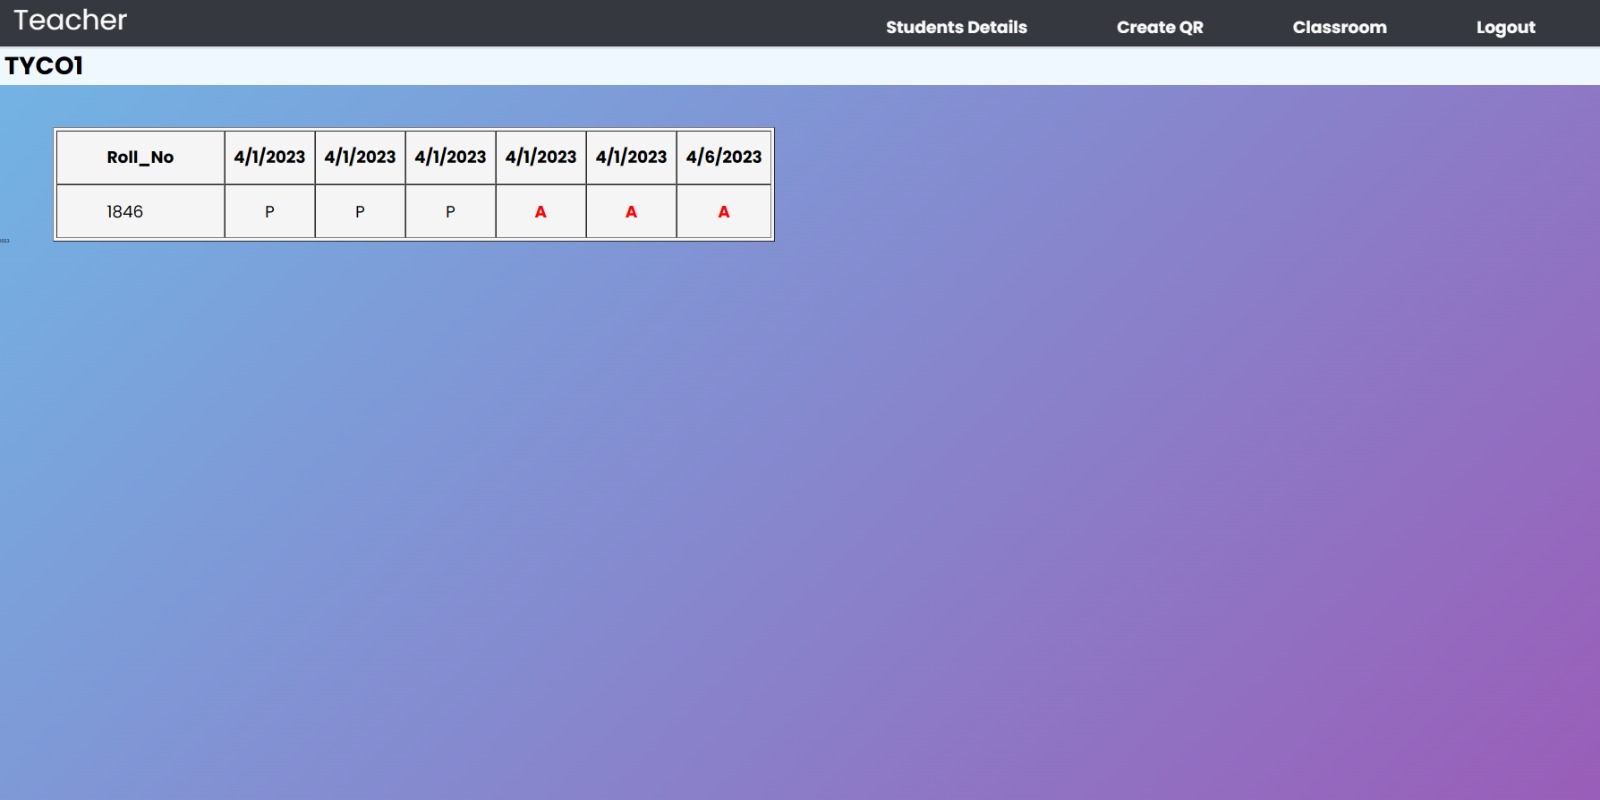 Teacher Students Details Create QR Classroom Logout
TYCO1
Roll_No 4/1/2023 4/1/2023 4/1/2023 4/1/2023 4/1/2023 4/6/2023
1846 P P P A A A